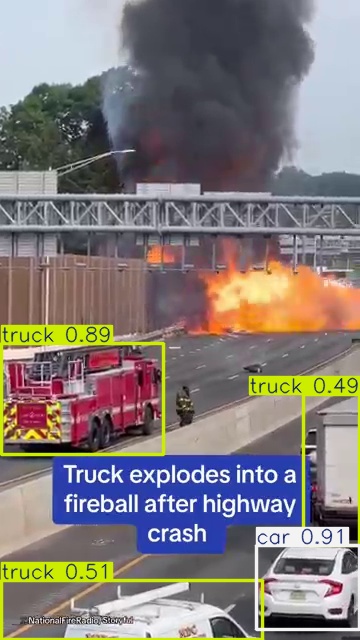 truck 0.89
truck 0.49
Truck explodes into a
fireball after highway
crash
car 0.91
truck 0.51
NationalFireRadio/Storyful